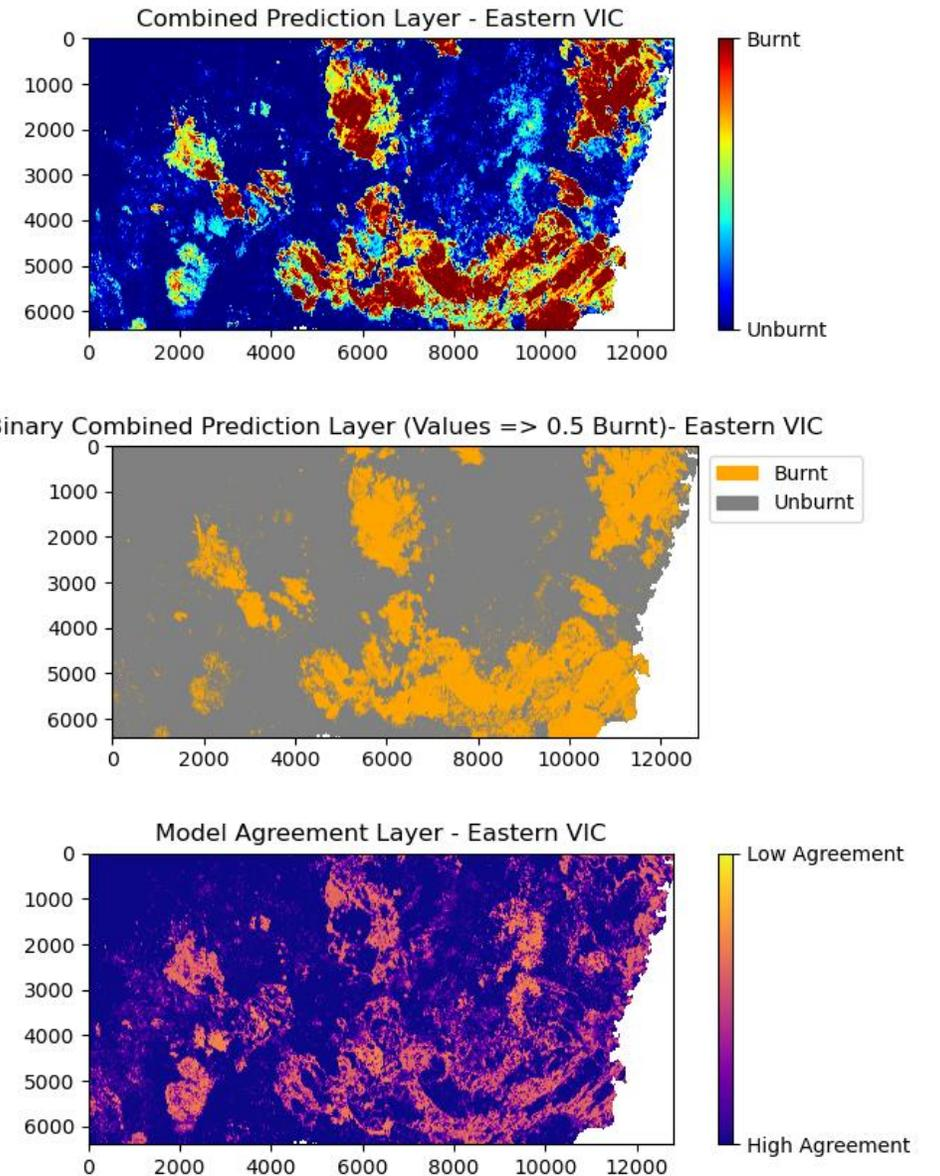 Combined Prediction Layer - Eastern VIC
0
1000
2000
3000
4000
5000
6000
0 2000 4000 6000 8000 10000 12000
Burnt
Unburnt
Binary Combined Prediction Layer (Values => 0.5 Burnt)- Eastern VIC
0
1000
2000
3000
4000
5000
6000
0 2000 4000 6000 8000 10000 12000
Burnt
Unburnt
Model Agreement Layer - Eastern VIC
0
1000
2000
3000
4000
5000
6000
0 2000 4000 6000 8000 10000 12000
Low Agreement
High Agreement